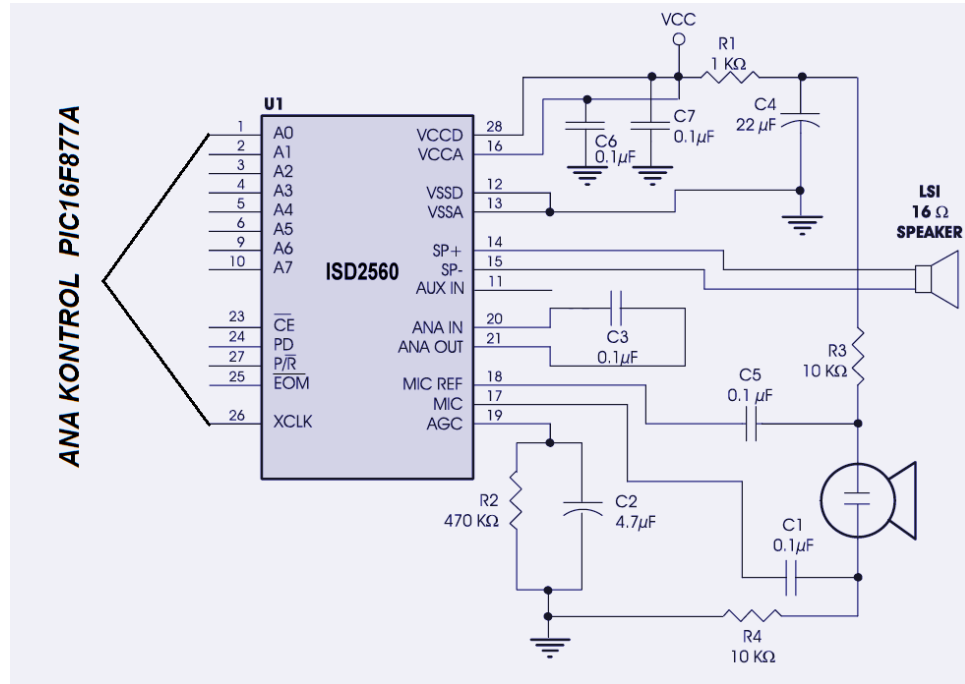 ANA KONTROL PIC16F877A
U1
ISD2560
1 A0
2 A1
3 A2
4 A3
5 A4
6 A5
9 A6
10 A7
23 C̅E̅
24 PD
27 P/R̅
25 E̅O̅M̅
26 XCLK
VCCD 28
VCCA 16
VSSD 12
VSSA 13
SP+ 14
SP- 15
AUX IN 11
ANA IN 20
ANA OUT 21
MIC REF 18
MIC 17
AGC 19
VCC
R1
1 KΩ
C6
0.1μF
C7
0.1μF
C4
22 μF
LSI
16 Ω
SPEAKER
C3
0.1μF
R3
10 KΩ
C5
0.1 μF
R2
470 KΩ
C2
4.7μF
C1
0.1μF
R4
10 KΩ